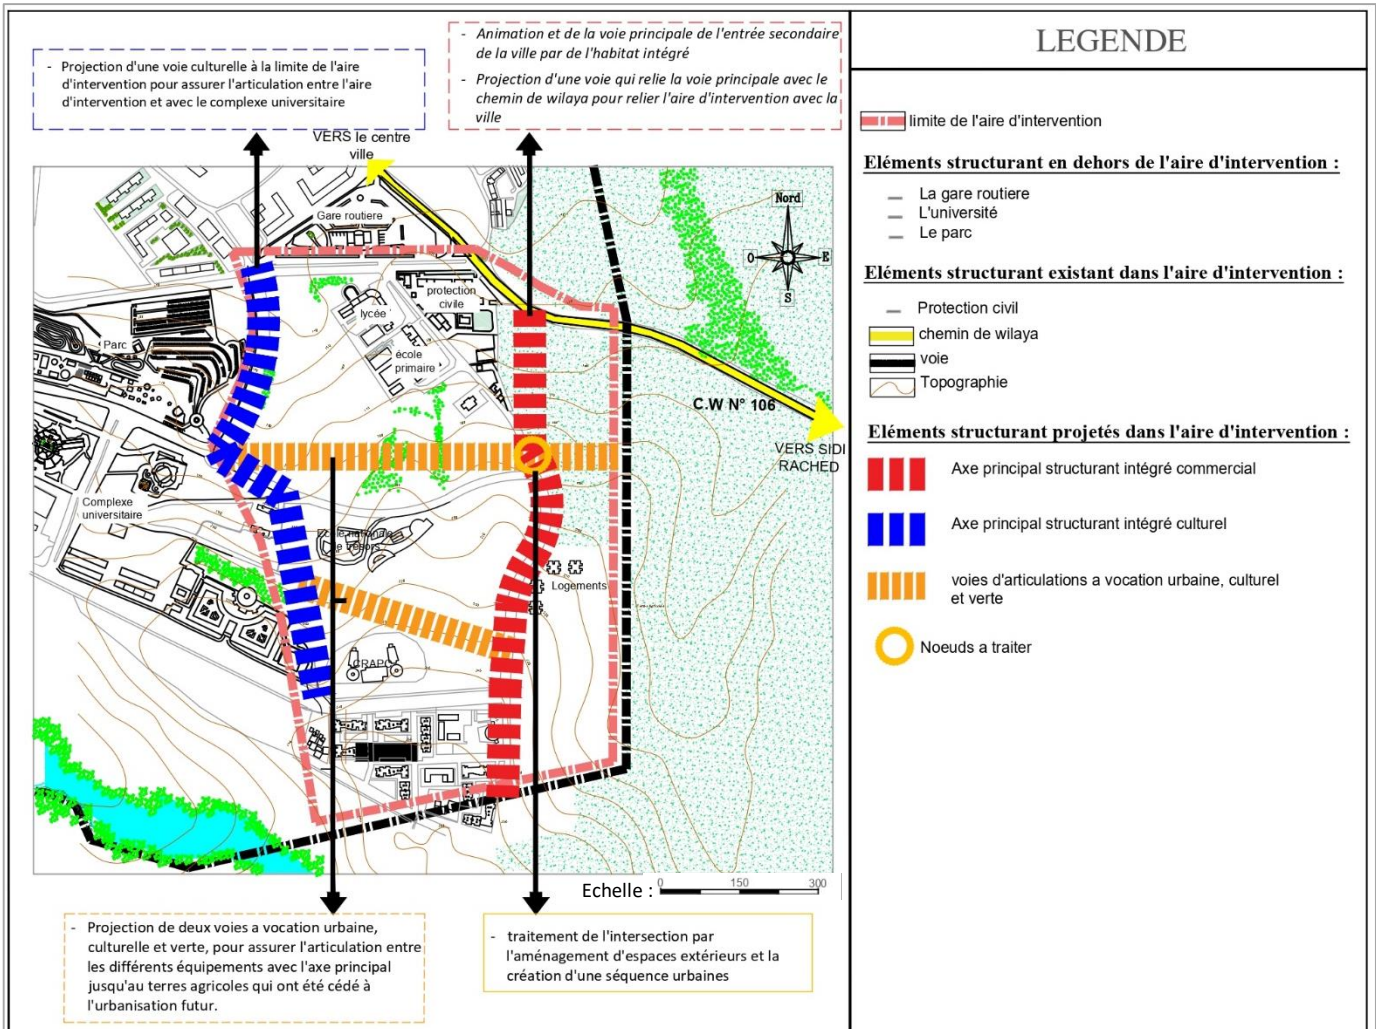 - Projection d'une voie culturelle à la limite de l'aire
d'intervention pour assurer l'articulation entre l'aire
d'intervention et avec le complexe universitaire
- Animation et de la voie principale de l'entrée secondaire
de la ville par de l'habitat intégré
- Projection d'une voie qui relie la voie principale avec le
chemin de wilaya pour relier l'aire d'intervention avec la
ville
VERS le centre
ville
Gare routiere
Nord
O
E
S
protection
civile
lycée
école
primaire
Parc
C.W N° 106
VERS SIDI
RACHED
Complexe
universitaire
Logements
CRAPC
Echelle :
0 150 300
- Projection de deux voies a vocation urbaine,
culturelle et verte, pour assurer l'articulation entre
les différents équipements avec l'axe principal
jusqu'au terres agricoles qui ont été cédé à
l'urbanisation futur.
- traitement de l'intersection par
l'aménagement d'espaces extérieurs et la
création d'une séquence urbaines
LEGENDE
limite de l'aire d'intervention
Eléments structurant en dehors de l'aire d'intervention :
La gare routiere
L'université
Le parc
Eléments structurant existant dans l'aire d'intervention :
Protection civil
chemin de wilaya
voie
Topographie
Eléments structurant projetés dans l'aire d'intervention :
Axe principal structurant intégré commercial
Axe principal structurant intégré culturel
voies d'articulations a vocation urbaine, culturel
et verte
Noeuds a traiter